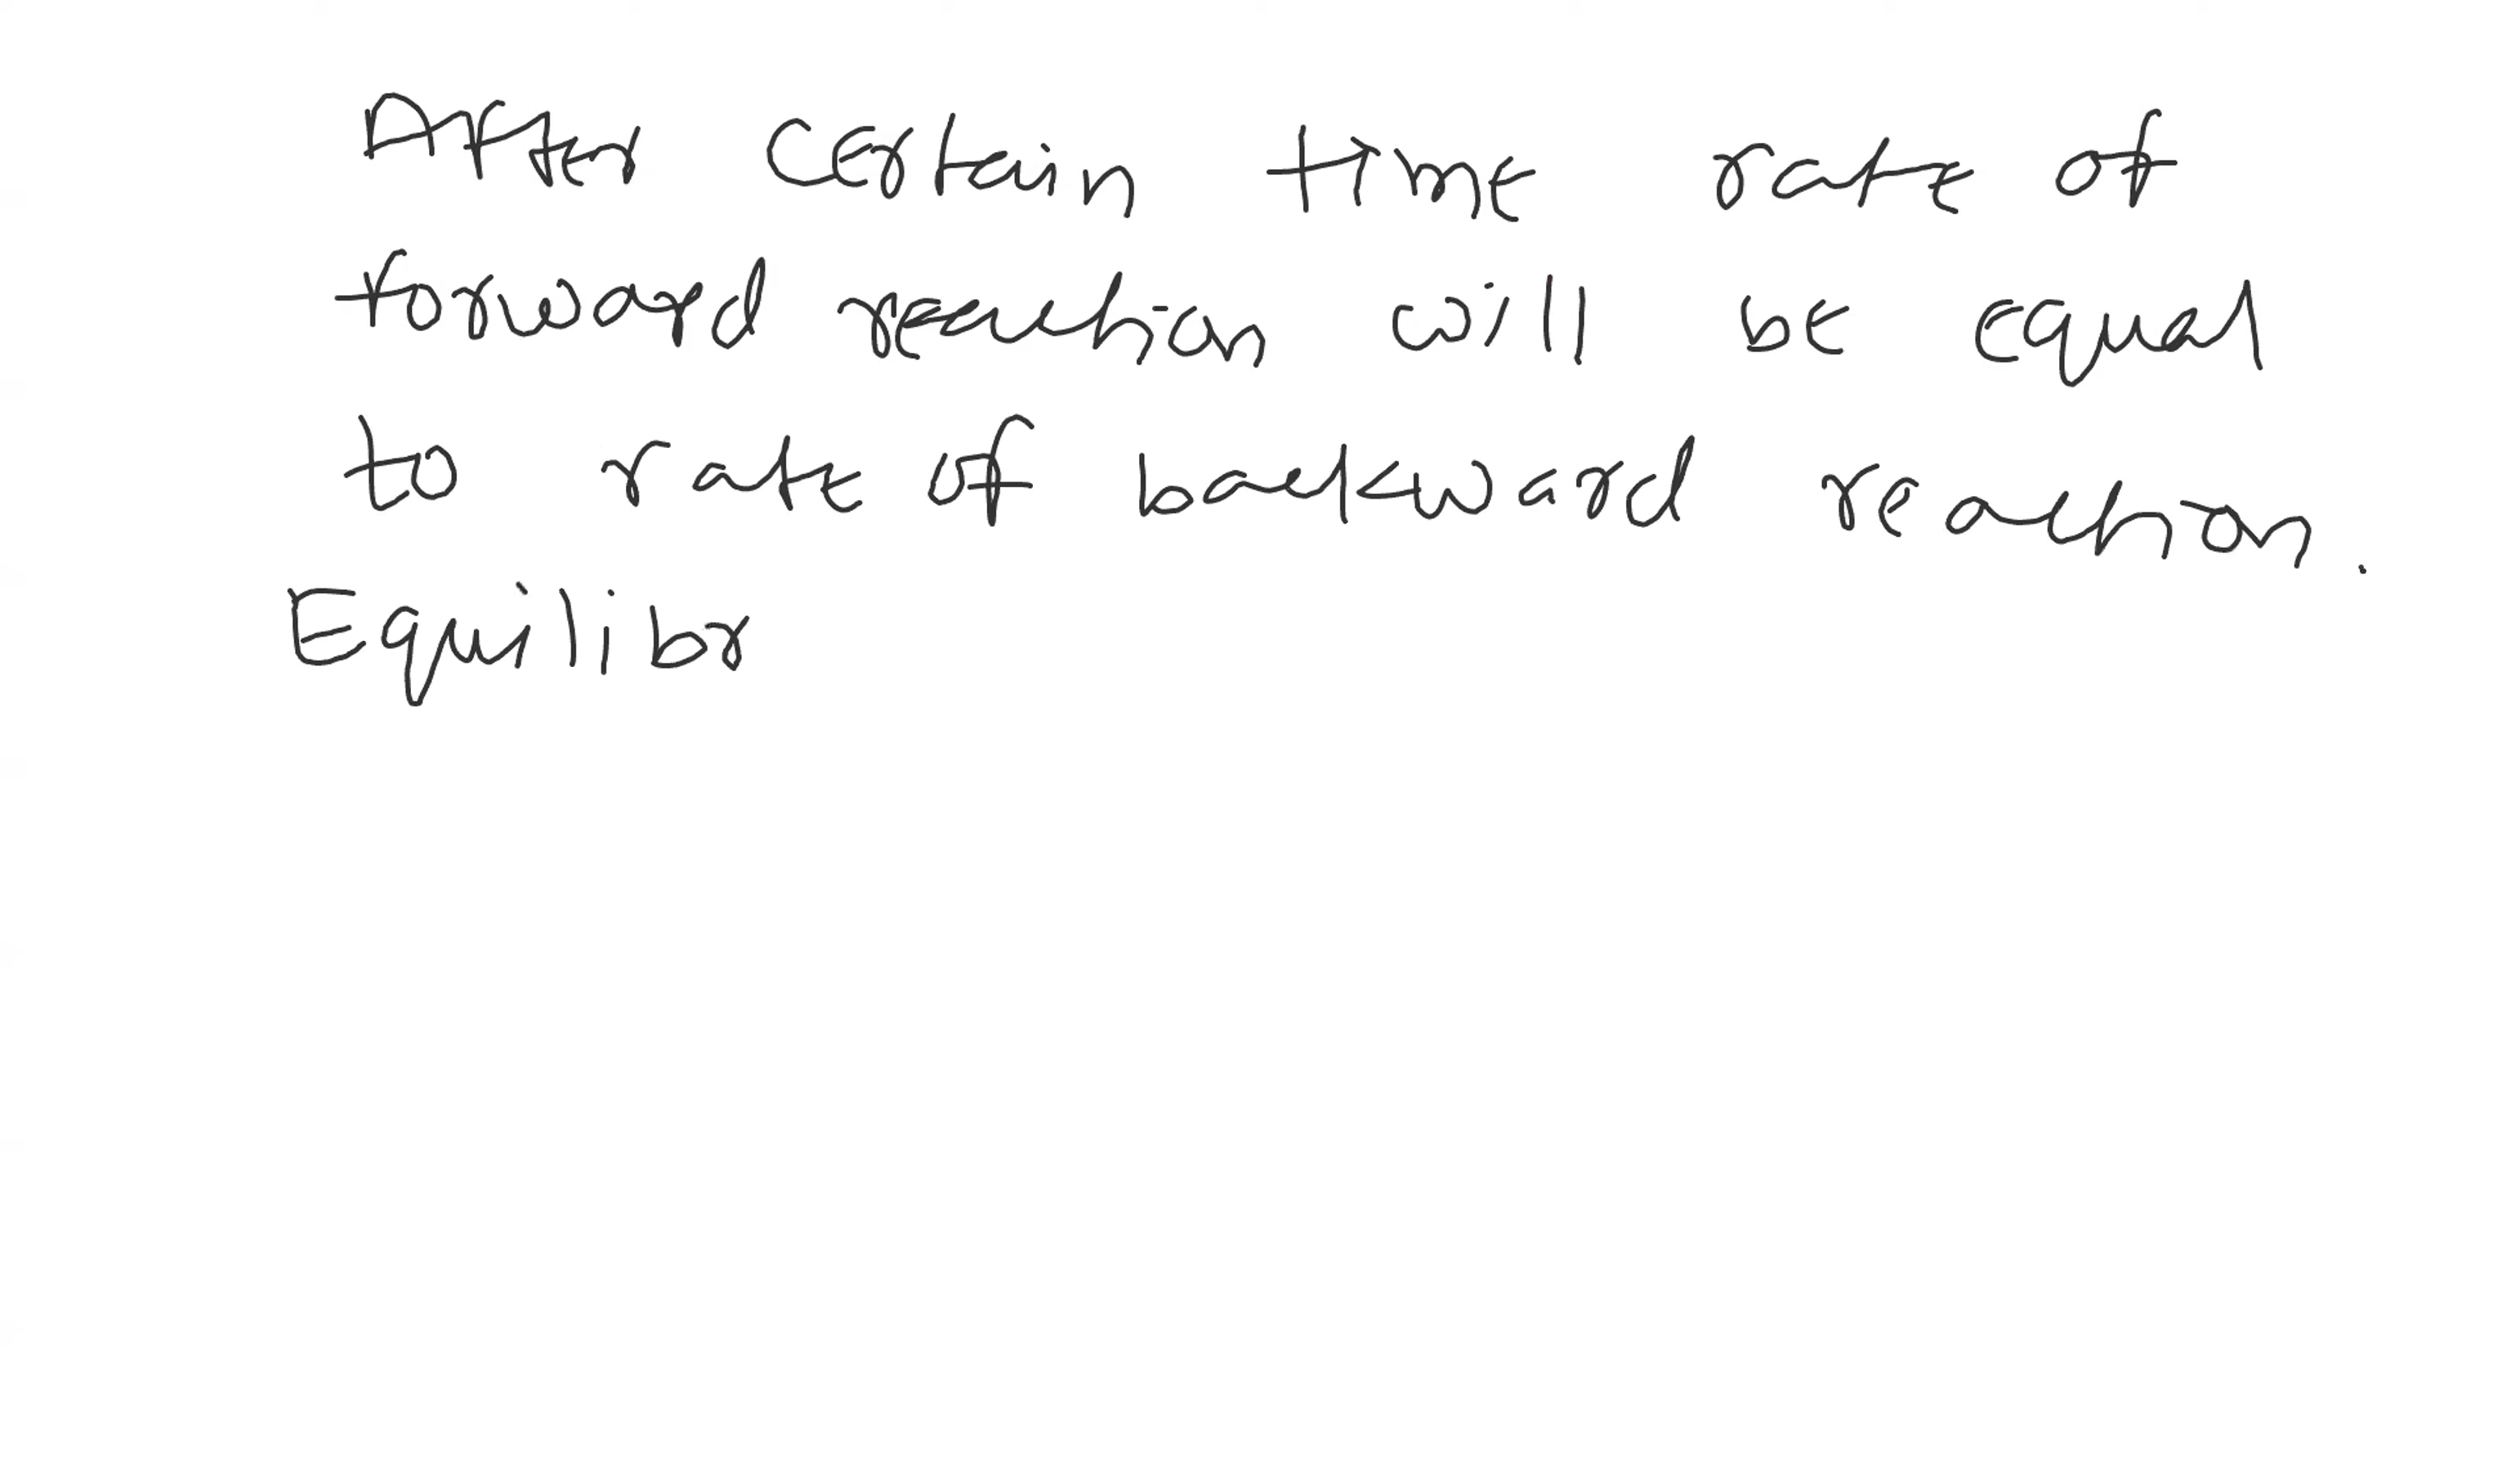 After certain time rate of
forward reaction will be equal
to rate of backward reaction.
Equilibr